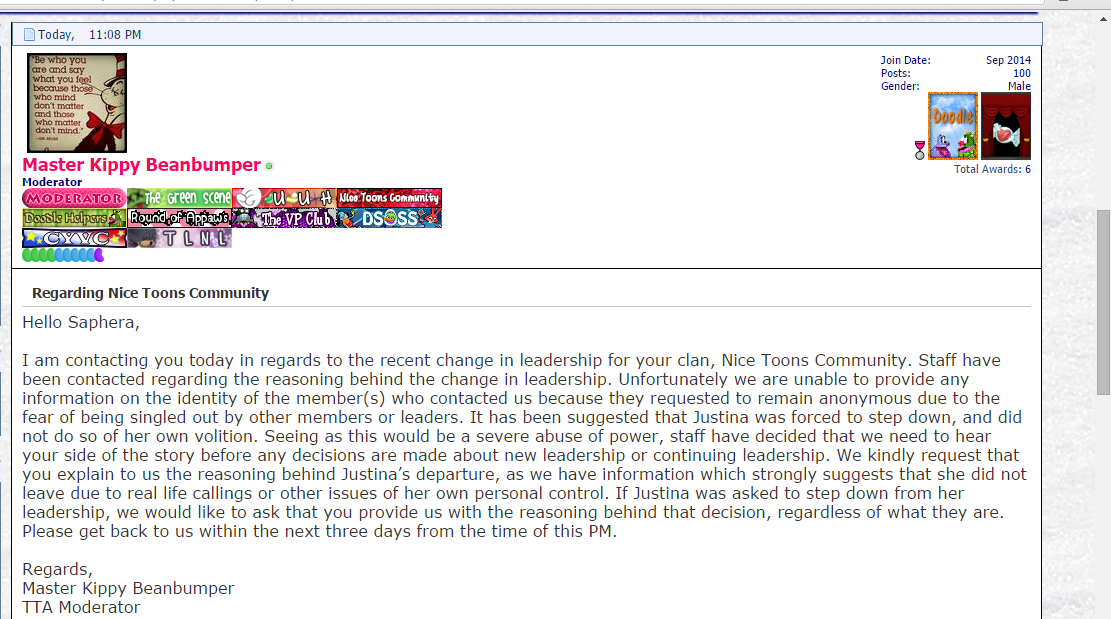 Today, 11:08 PM
"Be who you
are and say
what you feel
because those
who mind
don't matter
and those
who matter
don't mind."
—DR. SEUSS
Join Date: Sep 2014
Posts: 100
Gender: Male
Doodle
Total Awards: 6
Master Kippy Beanbumper
Moderator
MODERATOR The Green Scene U U H Nice Toons Community
Doodle Helpers Round of Appaws The VP Club DSOSS
CYVC TLNL
Regarding Nice Toons Community
Hello Saphera,
I am contacting you today in regards to the recent change in leadership for your clan, Nice Toons Community. Staff have
been contacted regarding the reasoning behind the change in leadership. Unfortunately we are unable to provide any
information on the identity of the member(s) who contacted us because they requested to remain anonymous due to the
fear of being singled out by other members or leaders. It has been suggested that Justina was forced to step down, and did
not do so of her own volition. Seeing as this would be a severe abuse of power, staff have decided that we need to hear
your side of the story before any decisions are made about new leadership or continuing leadership. We kindly request that
you explain to us the reasoning behind Justina’s departure, as we have information which strongly suggests that she did not
leave due to real life callings or other issues of her own personal control. If Justina was asked to step down from her
leadership, we would like to ask that you provide us with the reasoning behind that decision, regardless of what they are.
Please get back to us within the next three days from the time of this PM.
Regards,
Master Kippy Beanbumper
TTA Moderator